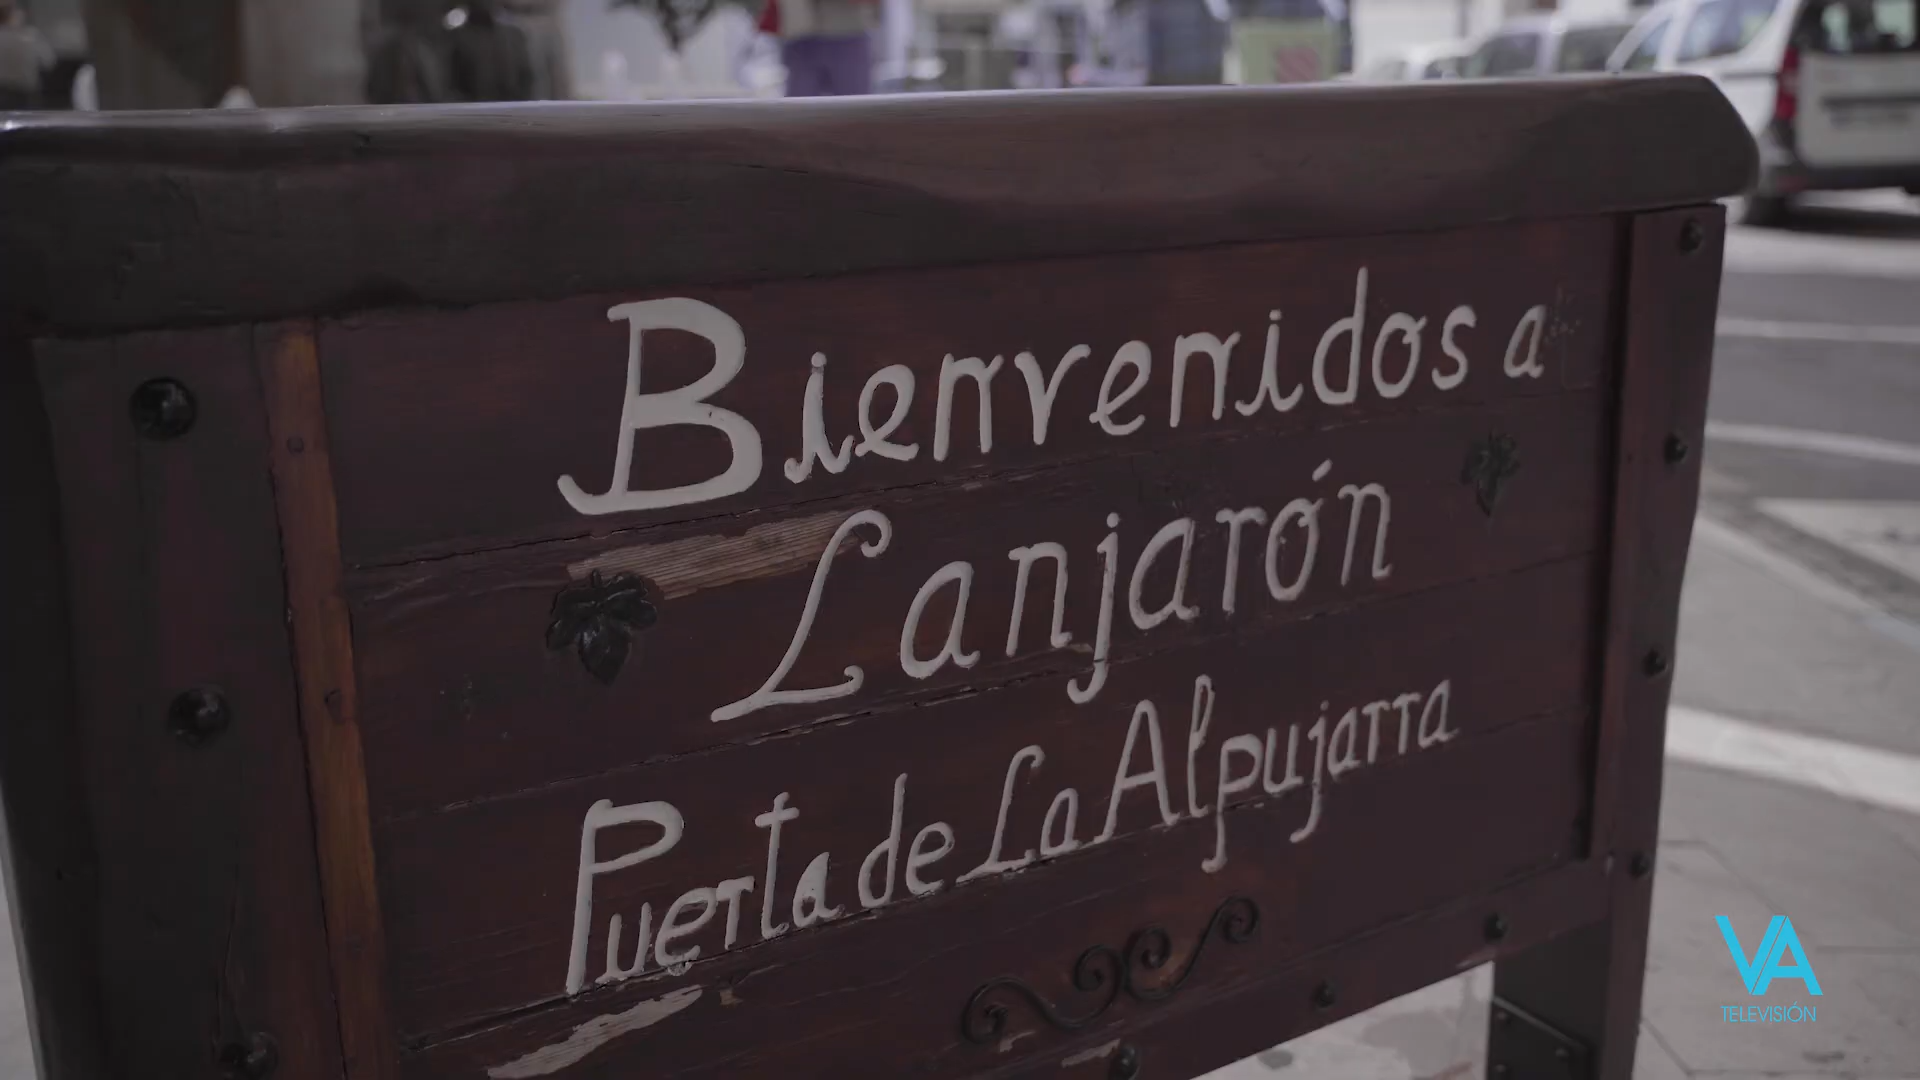 Bienvenidos a
Lanjarón
Puerta de La Alpujarra
VA
TELEVISIÓN